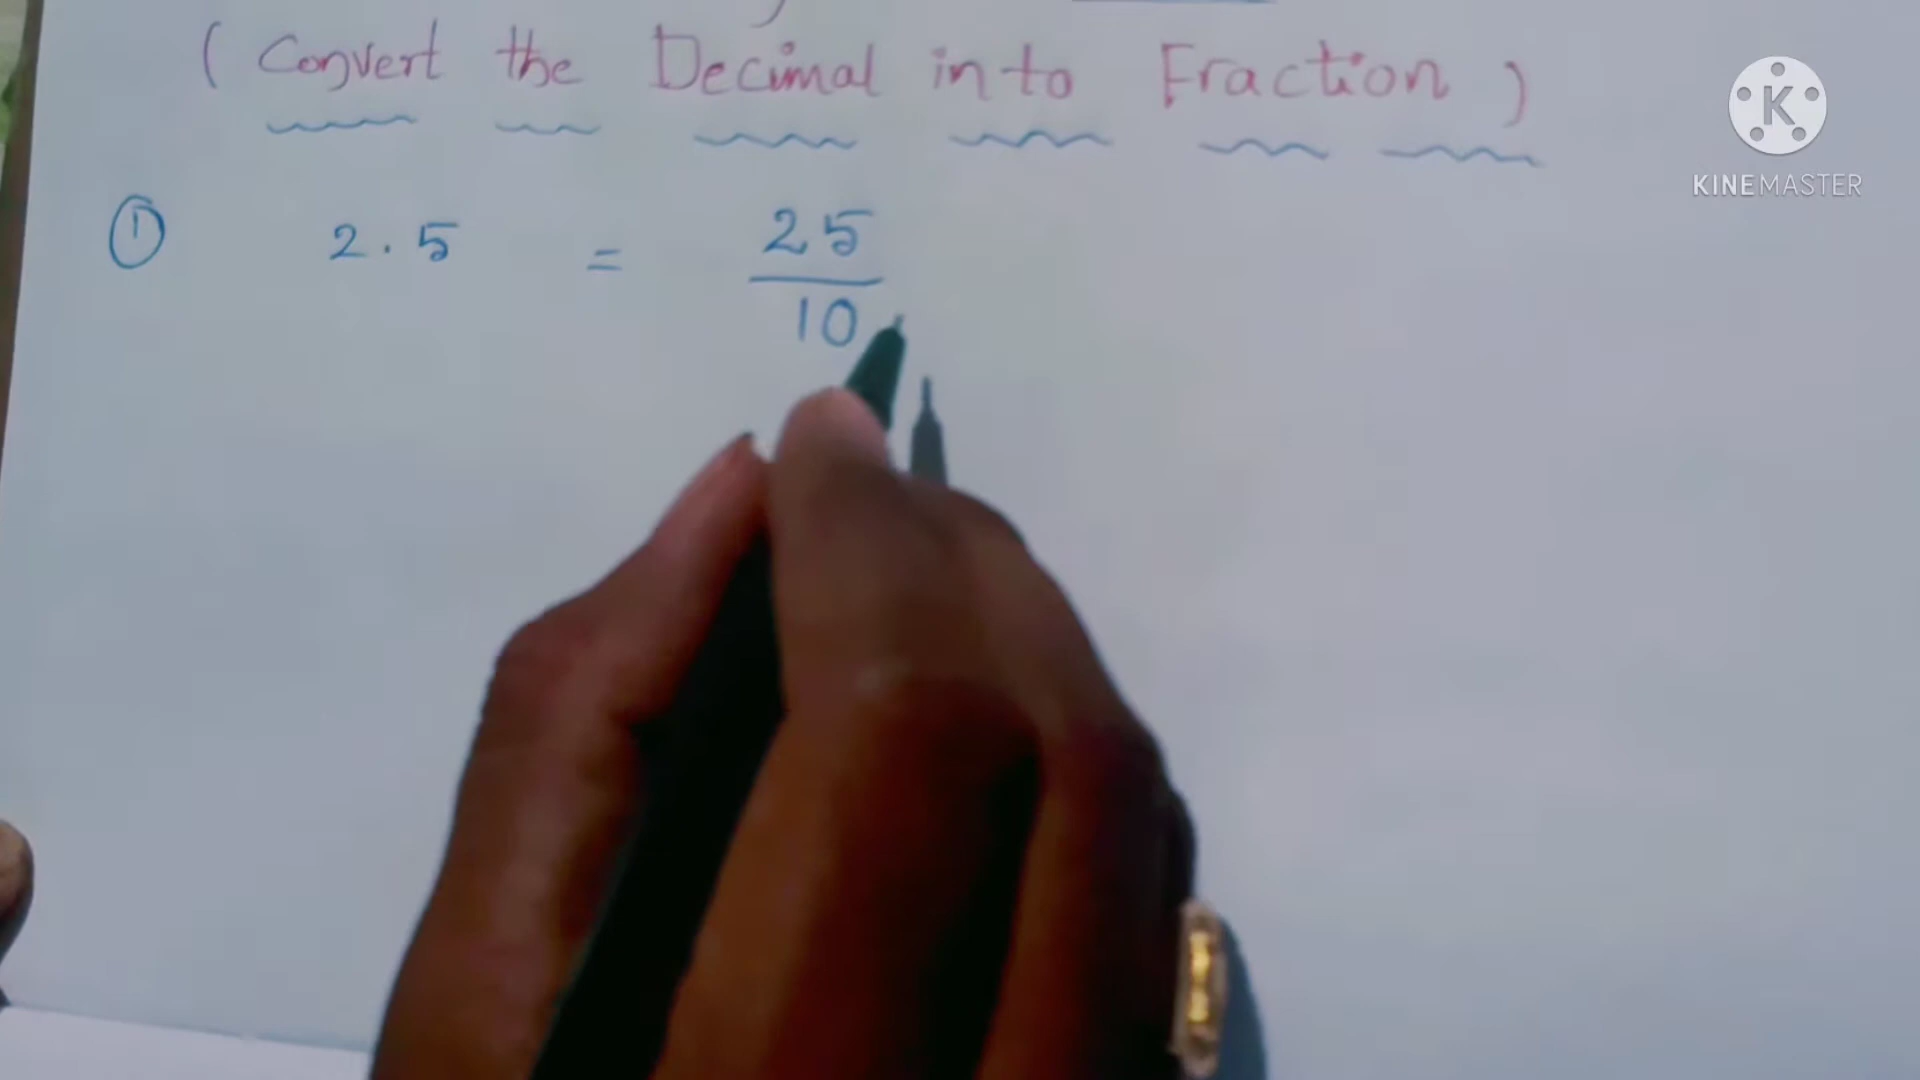 (Convert the Decimal into Fraction)
① 2.5 = 25/10
KINEMASTER